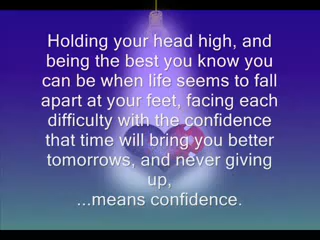 Holding your head high, and
being the best you know you
can be when life seems to fall
apart at your feet, facing each
difficulty with the confidence
that time will bring you better
tomorrows, and never giving
up,
...means confidence.